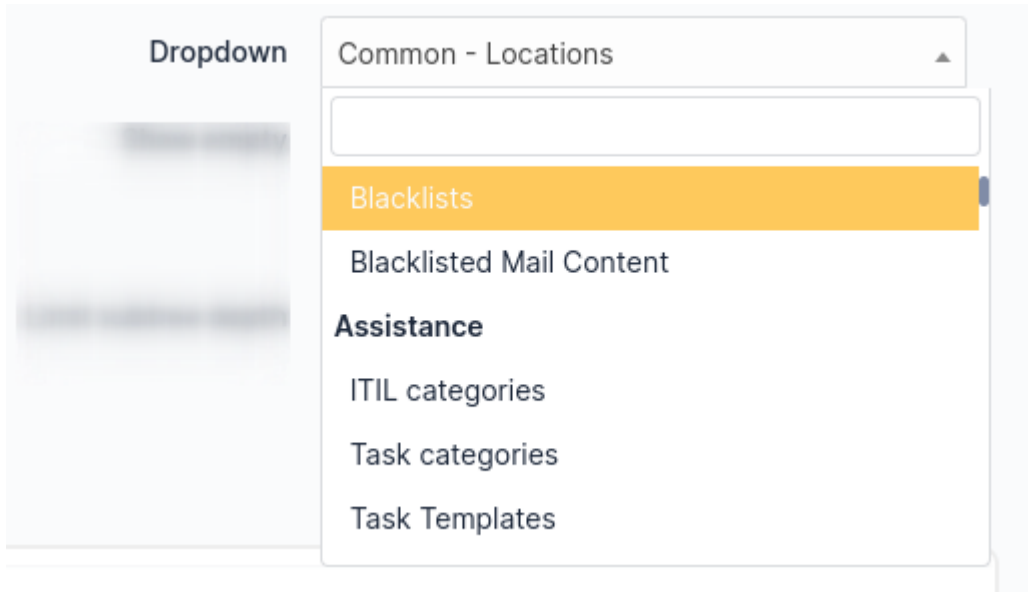 Dropdown
Common - Locations
Blacklists
Blacklisted Mail Content
Assistance
ITIL categories
Task categories
Task Templates